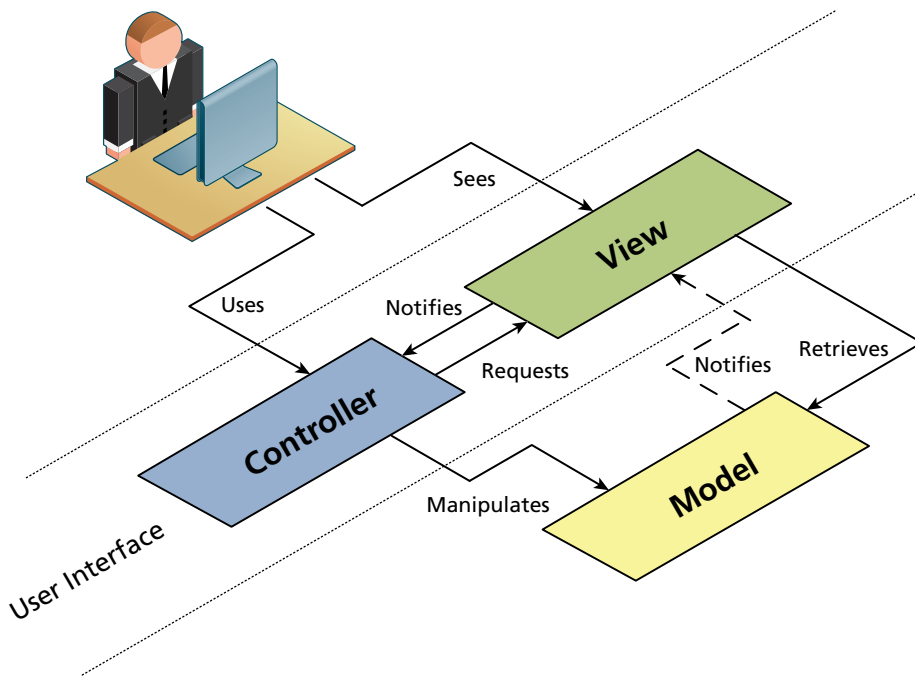 Sees
View
Uses
Notifies
Requests
Notifies
Retrieves
Controller
Manipulates
Model
User Interface